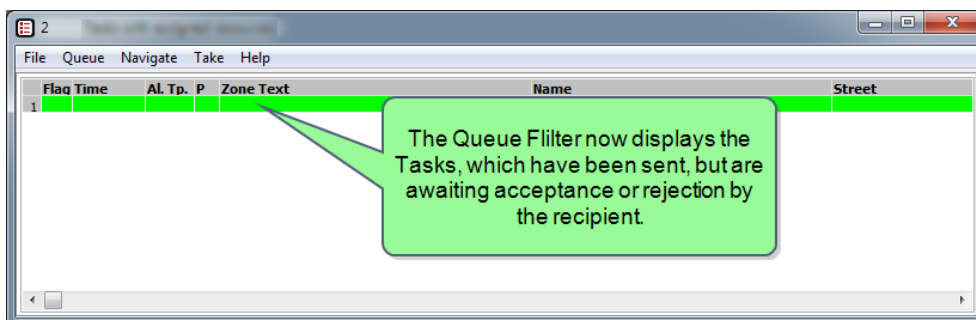 2
File Queue Navigate Take Help
Flag Time Al. Tp. P Zone Text Name Street
1
The Queue Flilter now displays the
Tasks, which have been sent, but are
awaiting acceptance or rejection by
the recipient.